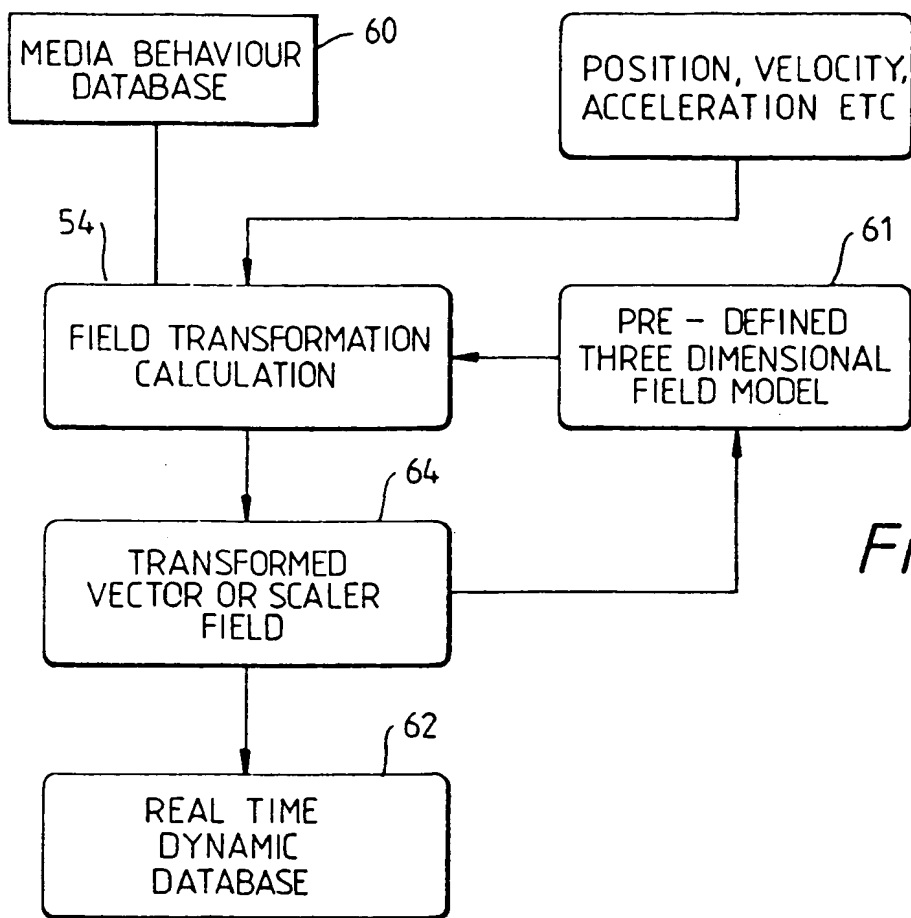 MEDIA BEHAVIOUR
DATABASE
60
POSITION, VELOCITY,
ACCELERATION ETC
54
FIELD TRANSFORMATION
CALCULATION
61
PRE - DEFINED
THREE DIMENSIONAL
FIELD MODEL
64
TRANSFORMED
VECTOR OR SCALER
FIELD
62
REAL TIME
DYNAMIC
DATABASE